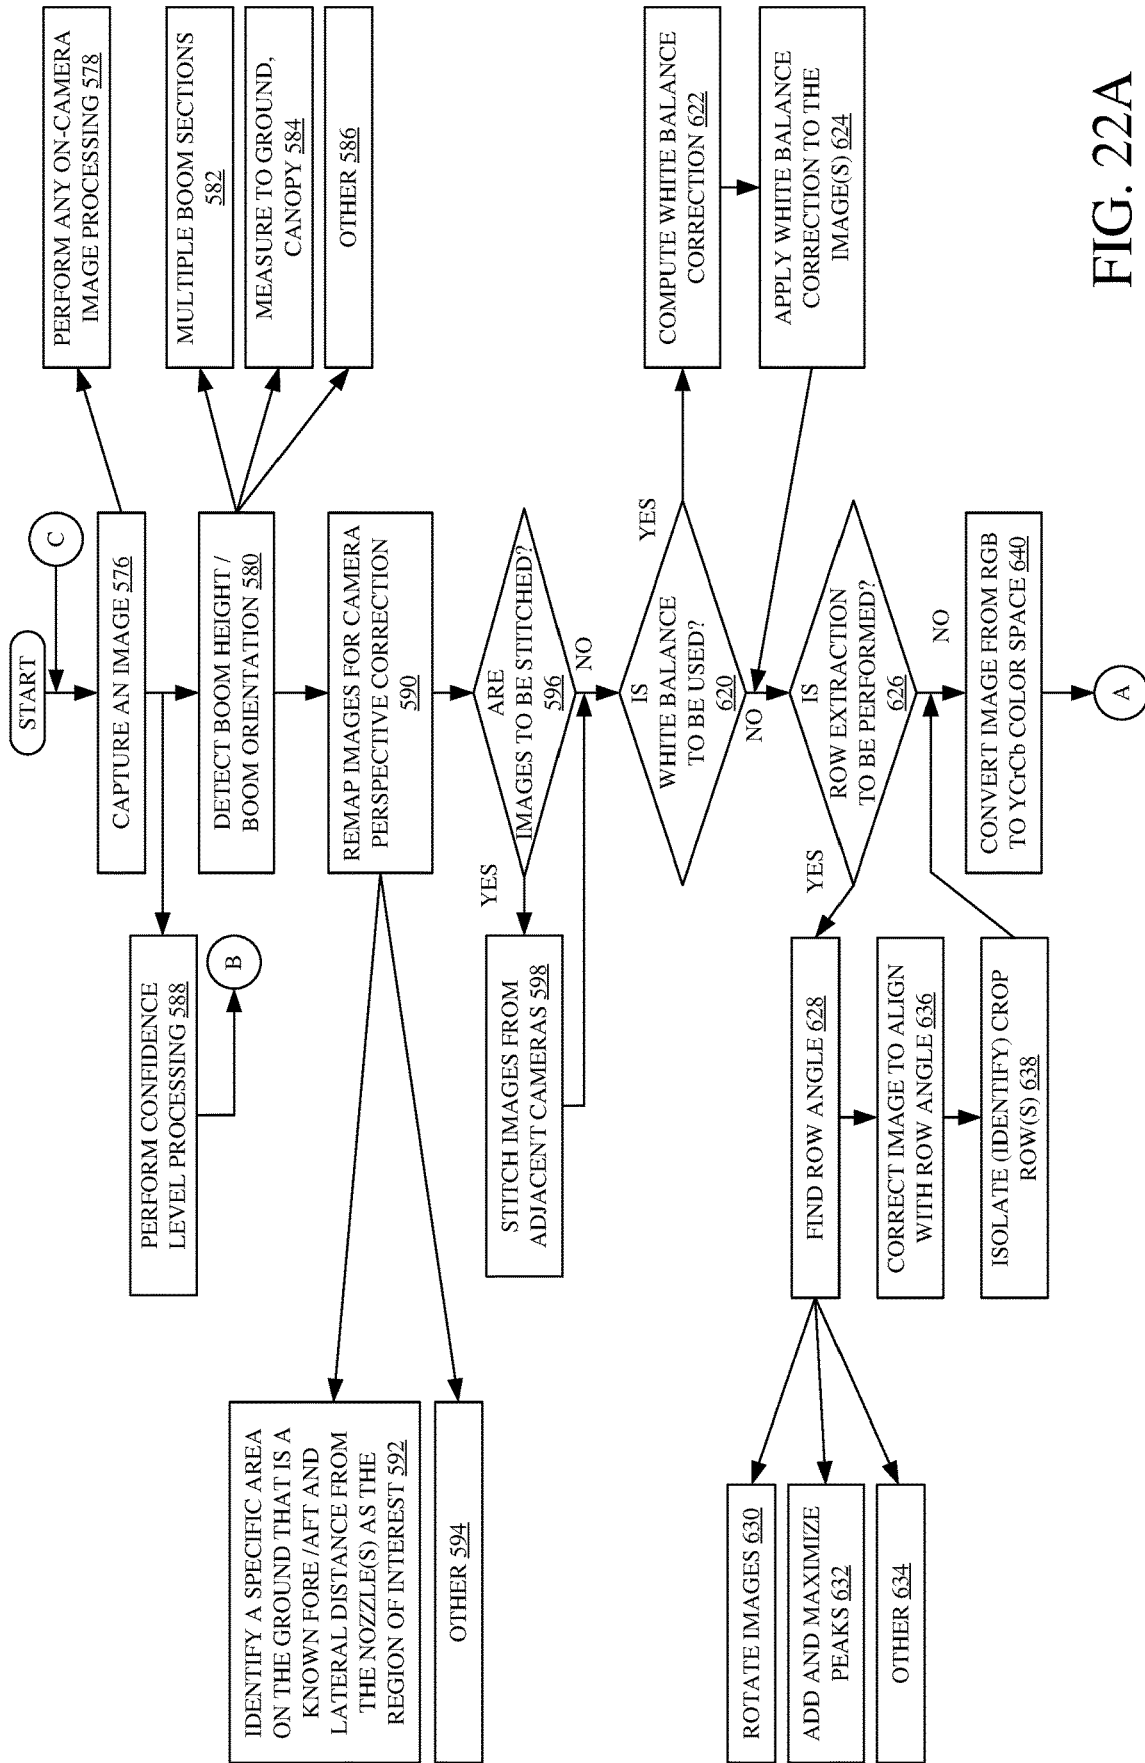 START
C
CAPTURE AN IMAGE 576
PERFORM ANY ON-CAMERA
IMAGE PROCESSING 578
PERFORM CONFIDENCE
LEVEL PROCESSING 588
B
DETECT BOOM HEIGHT /
BOOM ORIENTATION 580
MULTIPLE BOOM SECTIONS
582
MEASURE TO GROUND,
CANOPY 584
OTHER 586
REMAP IMAGES FOR CAMERA
PERSPECTIVE CORRECTION
590
IDENTIFY A SPECIFIC AREA
ON THE GROUND THAT IS A
KNOWN FORE /AFT AND
LATERAL DISTANCE FROM
THE NOZZLE(S) AS THE
REGION OF INTEREST 592
OTHER 594
ARE
IMAGES TO BE STITCHED?
596
YES
NO
STITCH IMAGES FROM
ADJACENT CAMERAS 598
IS
WHITE BALANCE
TO BE USED?
620
YES
NO
COMPUTE WHITE BALANCE
CORRECTION 622
APPLY WHITE BALANCE
CORRECTION TO THE
IMAGE(S) 624
IS
ROW EXTRACTION
TO BE PERFORMED?
626
YES
NO
FIND ROW ANGLE 628
ROTATE IMAGES 630
ADD AND MAXIMIZE
PEAKS 632
OTHER 634
CORRECT IMAGE TO ALIGN
WITH ROW ANGLE 636
ISOLATE (IDENTIFY) CROP
ROW(S) 638
CONVERT IMAGE FROM RGB
TO YCrCb COLOR SPACE 640
A
FIG. 22A